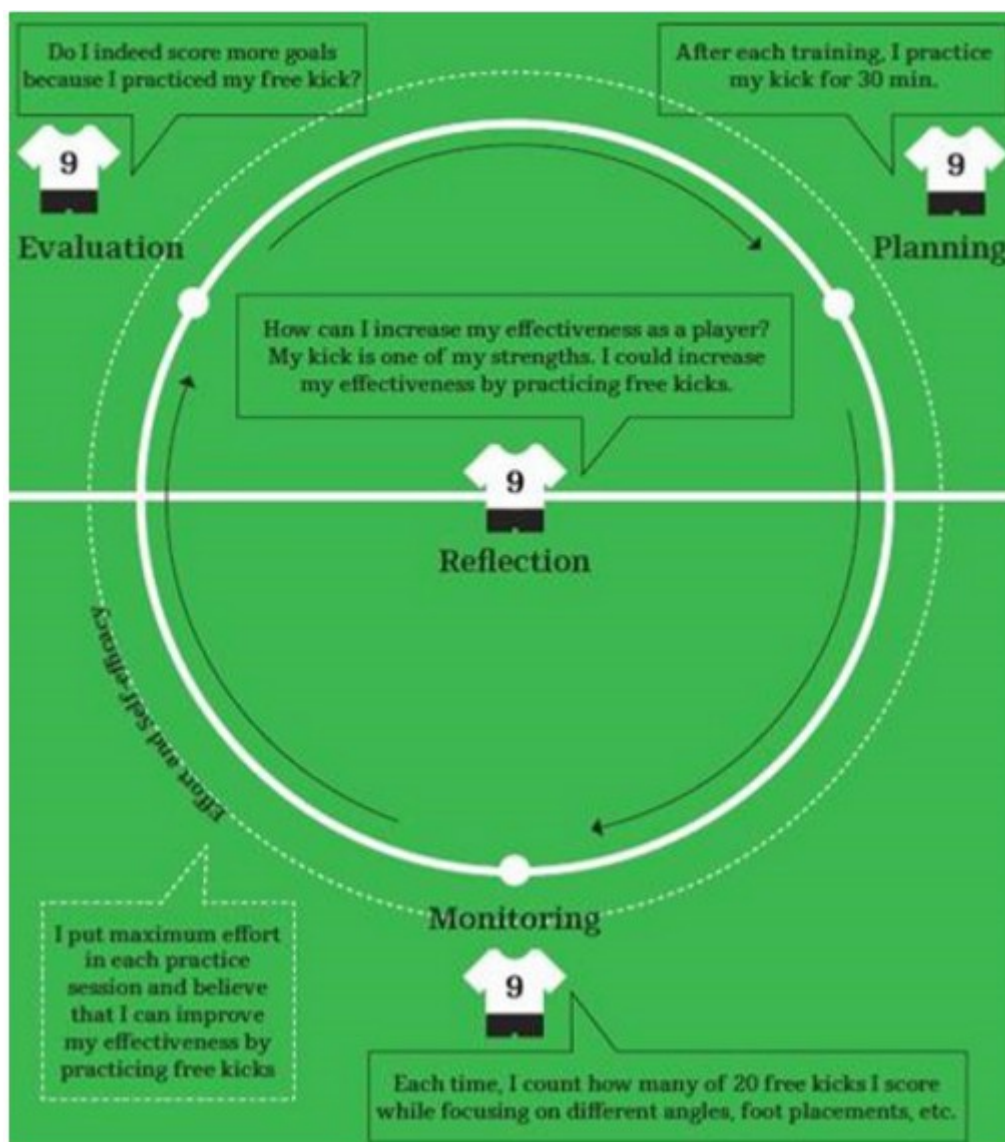 Do I indeed score more goals
because I practiced my free kick?
After each training, I practice
my kick for 30 min.
9
9
Evaluation
Planning
How can I increase my effectiveness as a player?
My kick is one of my strengths. I could increase
my effectiveness by practicing free kicks.
9
Reflection
Effort and Self-efficacy
I put maximum effort
in each practice
session and believe
that I can improve
my effectiveness by
practicing free kicks
Monitoring
9
Each time, I count how many of 20 free kicks I score
while focusing on different angles, foot placements, etc.